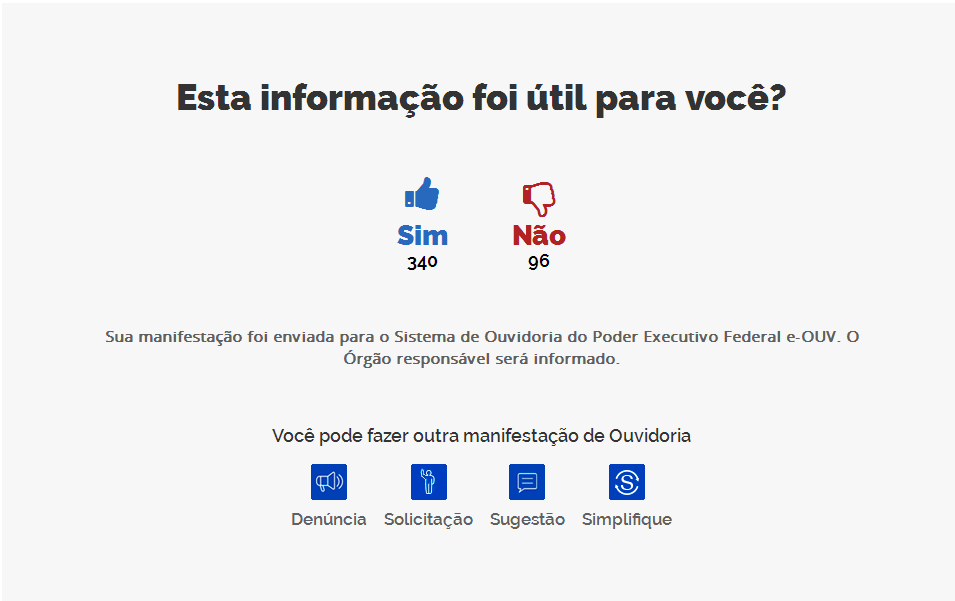 Esta informação foi útil para você?
Sim
Não
340
96
Sua manifestação foi enviada para o Sistema de Ouvidoria do Poder Executivo Federal e-OUV. O
Órgão responsável será informado.
Você pode fazer outra manifestação de Ouvidoria
Denúncia
Solicitação
Sugestão
Simplifique